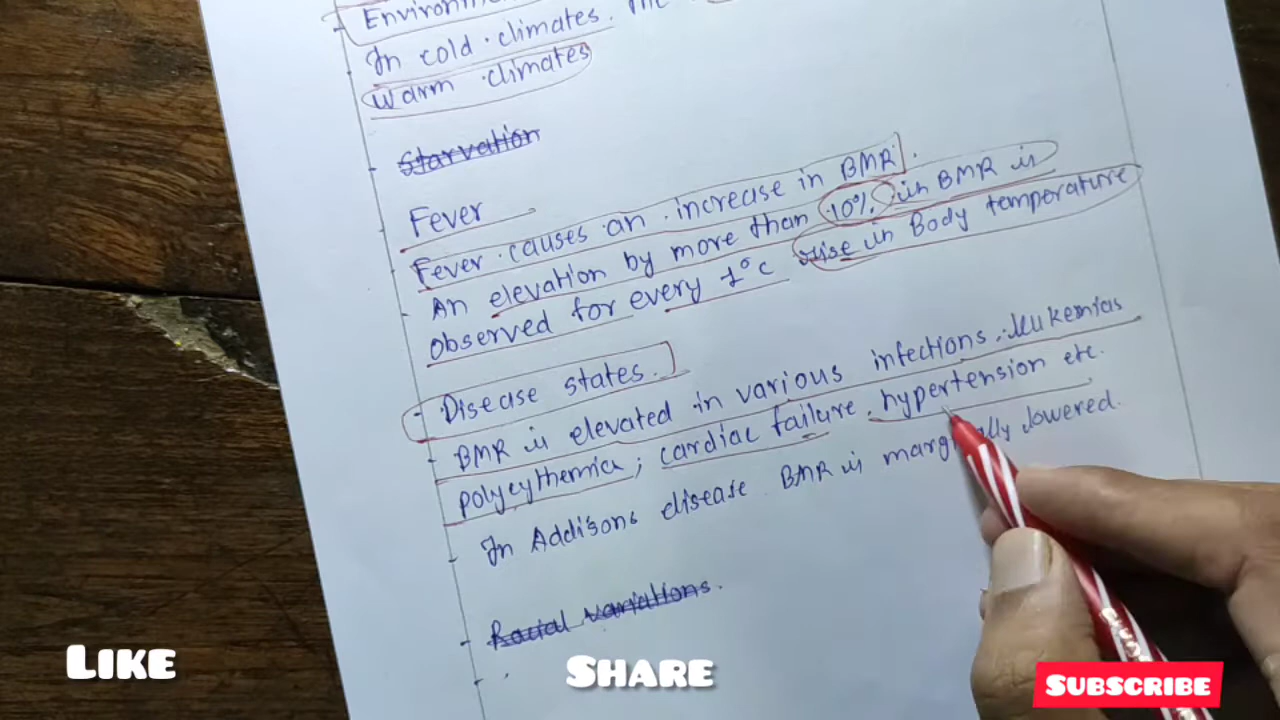 Environm
In cold climates. The
warm climates
Starvation
Fever
Fever causes an increase in BMR.
An elevation by more than 10% in BMR is
observed for every 1°C rise in Body temperature
Disease states.
BMR is elevated in various infections, leukemias
polycythemia; cardiac failure, hypertension etc.
In Addisons disease BMR is marginally lowered.
Racial variations.
LIKE
SHARE
SUBSCRIBE